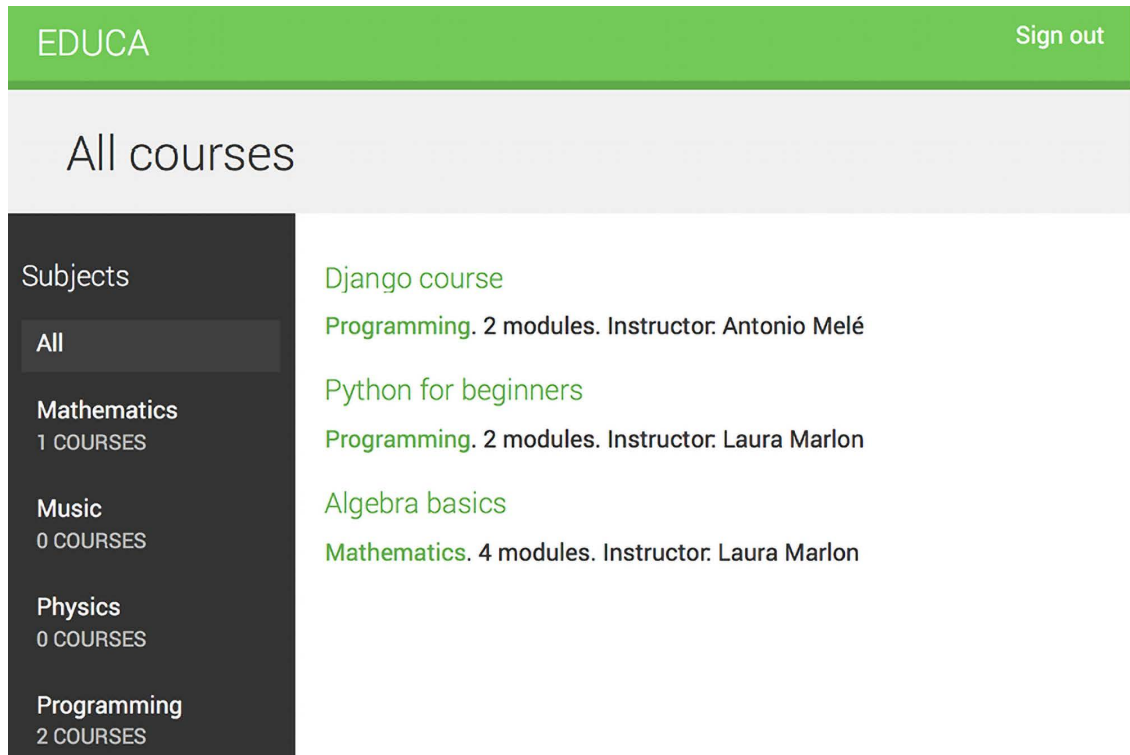 EDUCA
Sign out
All courses
Subjects
All
Mathematics
1 COURSES
Music
0 COURSES
Physics
0 COURSES
Programming
2 COURSES
Django course
Programming. 2 modules. Instructor: Antonio Melé
Python for beginners
Programming. 2 modules. Instructor: Laura Marlon
Algebra basics
Mathematics. 4 modules. Instructor: Laura Marlon